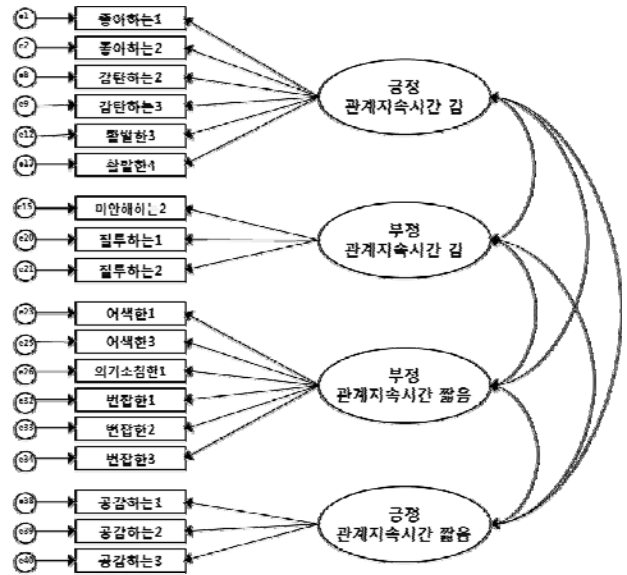 e1
좋아하는1
e2
좋아하는2
e8
감탄하는2
e9
감탄하는3
e12
활발한3
e13
활발한4
긍정
관계지속시간 김
e15
미안해하는2
e20
질투하는1
e21
질투하는2
부정
관계지속시간 김
e23
어색한1
e25
어색한3
e26
의기소침한1
e32
번잡한1
e33
번잡한2
e34
번잡한3
부정
관계지속시간 짧음
e38
공감하는1
e39
공감하는2
e40
공감하는3
긍정
관계지속시간 짧음